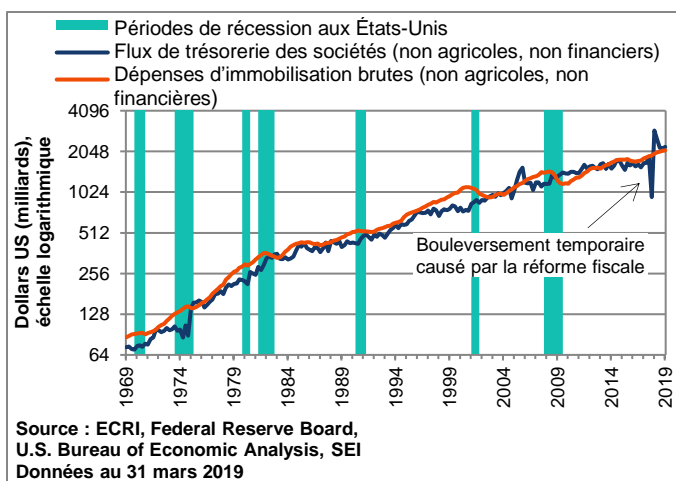 Périodes de récession aux États-Unis
Flux de trésorerie des sociétés (non agricoles, non financiers)
Dépenses d'immobilisation brutes (non agricoles, non
financières)
Dollars US (milliards),
échelle logarithmique
4096
2048
1024
512
256
128
64
Bouleversement temporaire
causé par la réforme fiscale
1969
1974
1979
1984
1989
1994
1999
2004
2009
2014
2019
Source : ECRI, Federal Reserve Board,
U.S. Bureau of Economic Analysis, SEI
Données au 31 mars 2019